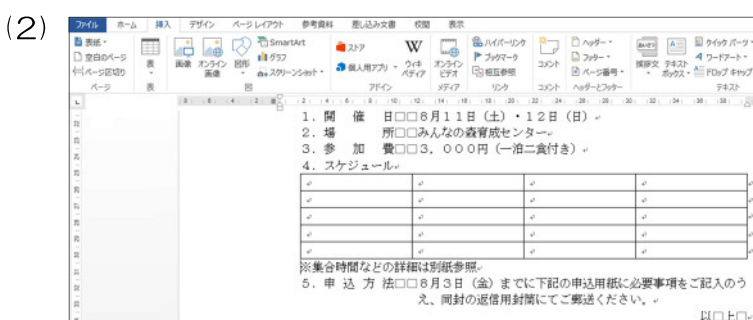 (2)
ファイル ホーム 挿入 デザイン ページ レイアウト 参考資料 差し込み文書 校閲 表示
表紙
空白のページ
ページ区切り
ページ
表
表
画像 オンライン画像 図形
SmartArt
グラフ
スクリーンショット
図
ストア
個人用アプリ
W ウィキペディア
アドイン
オンラインビデオ
メディア
ハイパーリンク
ブックマーク
相互参照
リンク
コメント
コメント
ヘッダー
フッター
ページ番号
ヘッダーとフッター
挨拶文 テキストボックス
クイック パーツ
ワードアート
ドロップ キャップ
テキスト
1．開　催　日□□8月11日（土）・12日（日）
2．場　　　所□□みんなの森育成センター
3．参　加　費□□3，000円（一泊二食付き）
4．スケジュール
※集合時間などの詳細は別紙参照
5．申 込 方 法□□8月3日（金）までに下記の申込用紙に必要事項をご記入のう
え、同封の返信用封筒にてご郵送ください。
以□上□